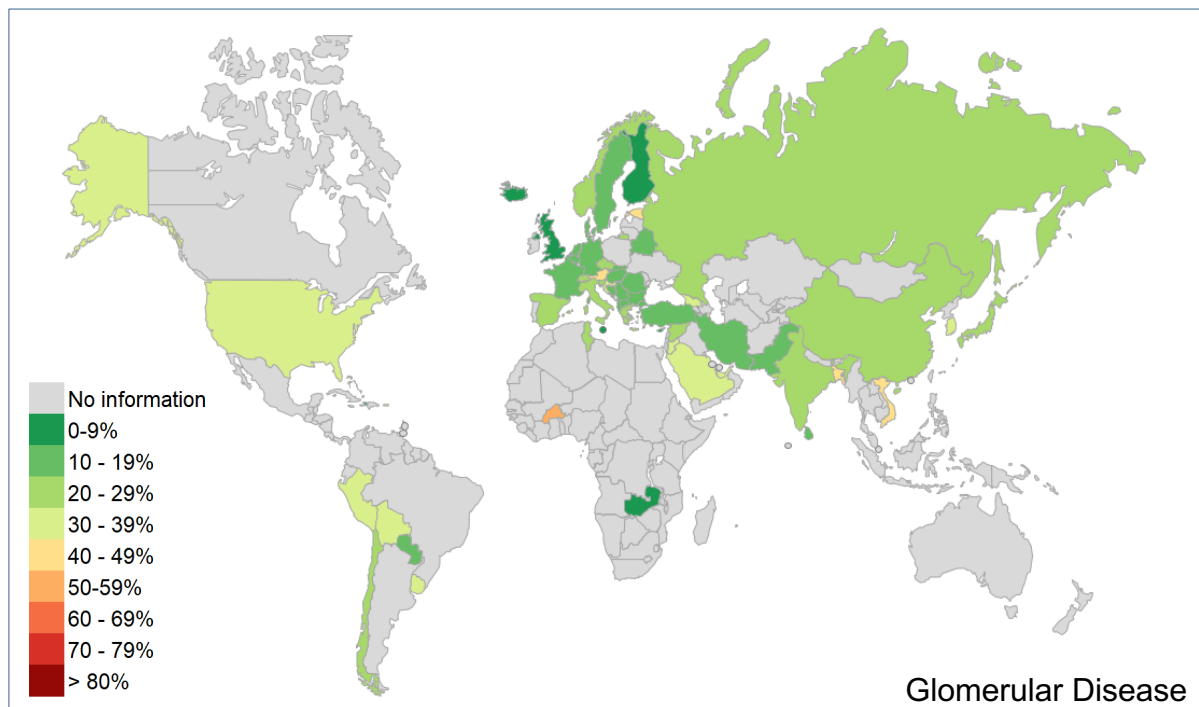 No information
0-9%
10 - 19%
20 - 29%
30 - 39%
40 - 49%
50-59%
60 - 69%
70 - 79%
> 80%
Glomerular Disease